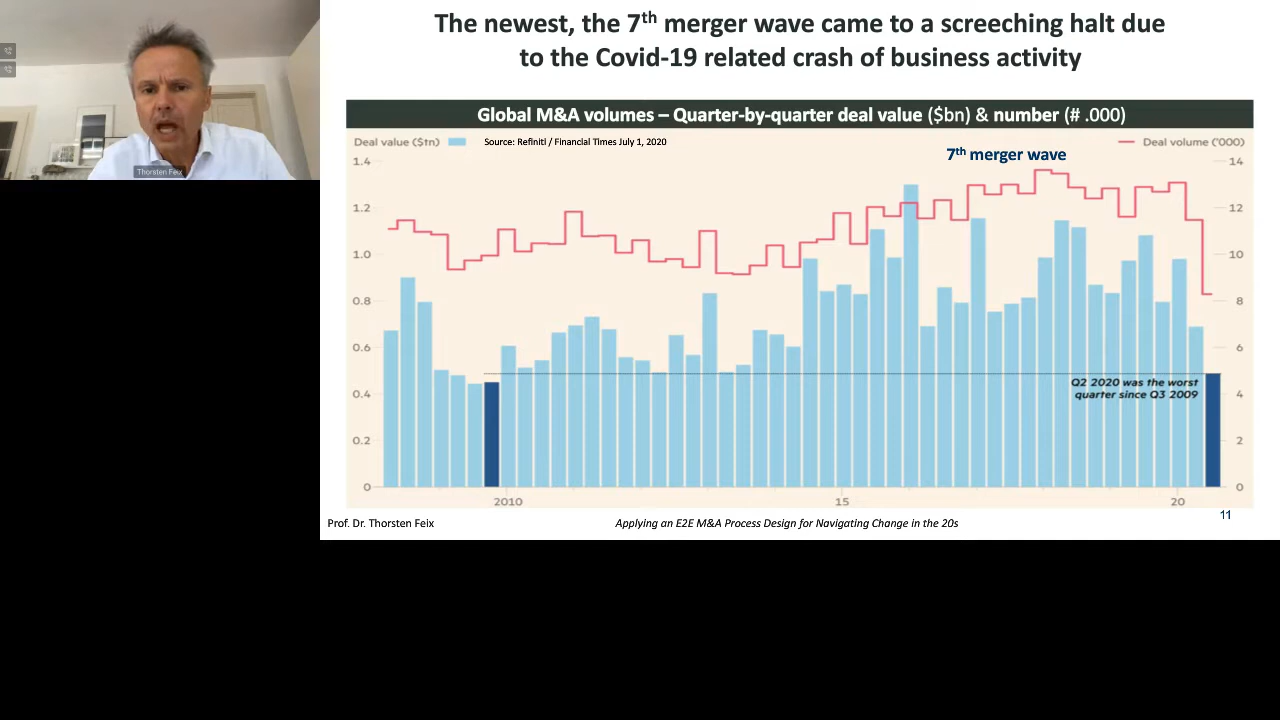 The newest, the 7th merger wave came to a screeching halt due
to the Covid-19 related crash of business activity
Thorsten Feix
Global M&A volumes – Quarter-by-quarter deal value ($bn) & number (# .000)
Deal value ($tn)
Source: Refiniti / Financial Times July 1, 2020
7th merger wave
Deal volume ('000)
1.4
1.2
1.0
0.8
0.6
0.4
0.2
0
14
12
10
8
6
4
2
0
Q2 2020 was the worst
quarter since Q3 2009
2010
15
20
Prof. Dr. Thorsten Feix
Applying an E2E M&A Process Design for Navigating Change in the 20s
11